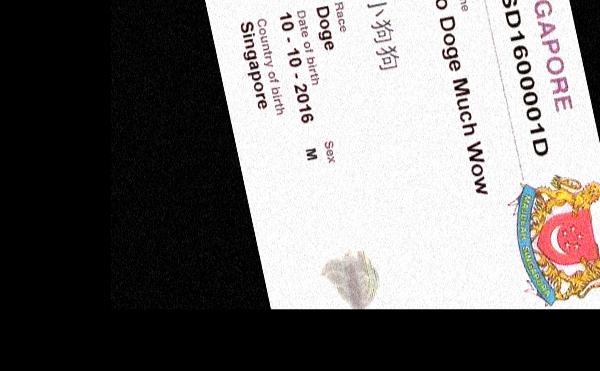 GAPORE
SD1600001D
MAJULAH SINGAPURA
o Doge Much Wow
小狗狗
Race
Doge
Date of birth
Sex
10-10-2016
M
Country of birth
Singapore